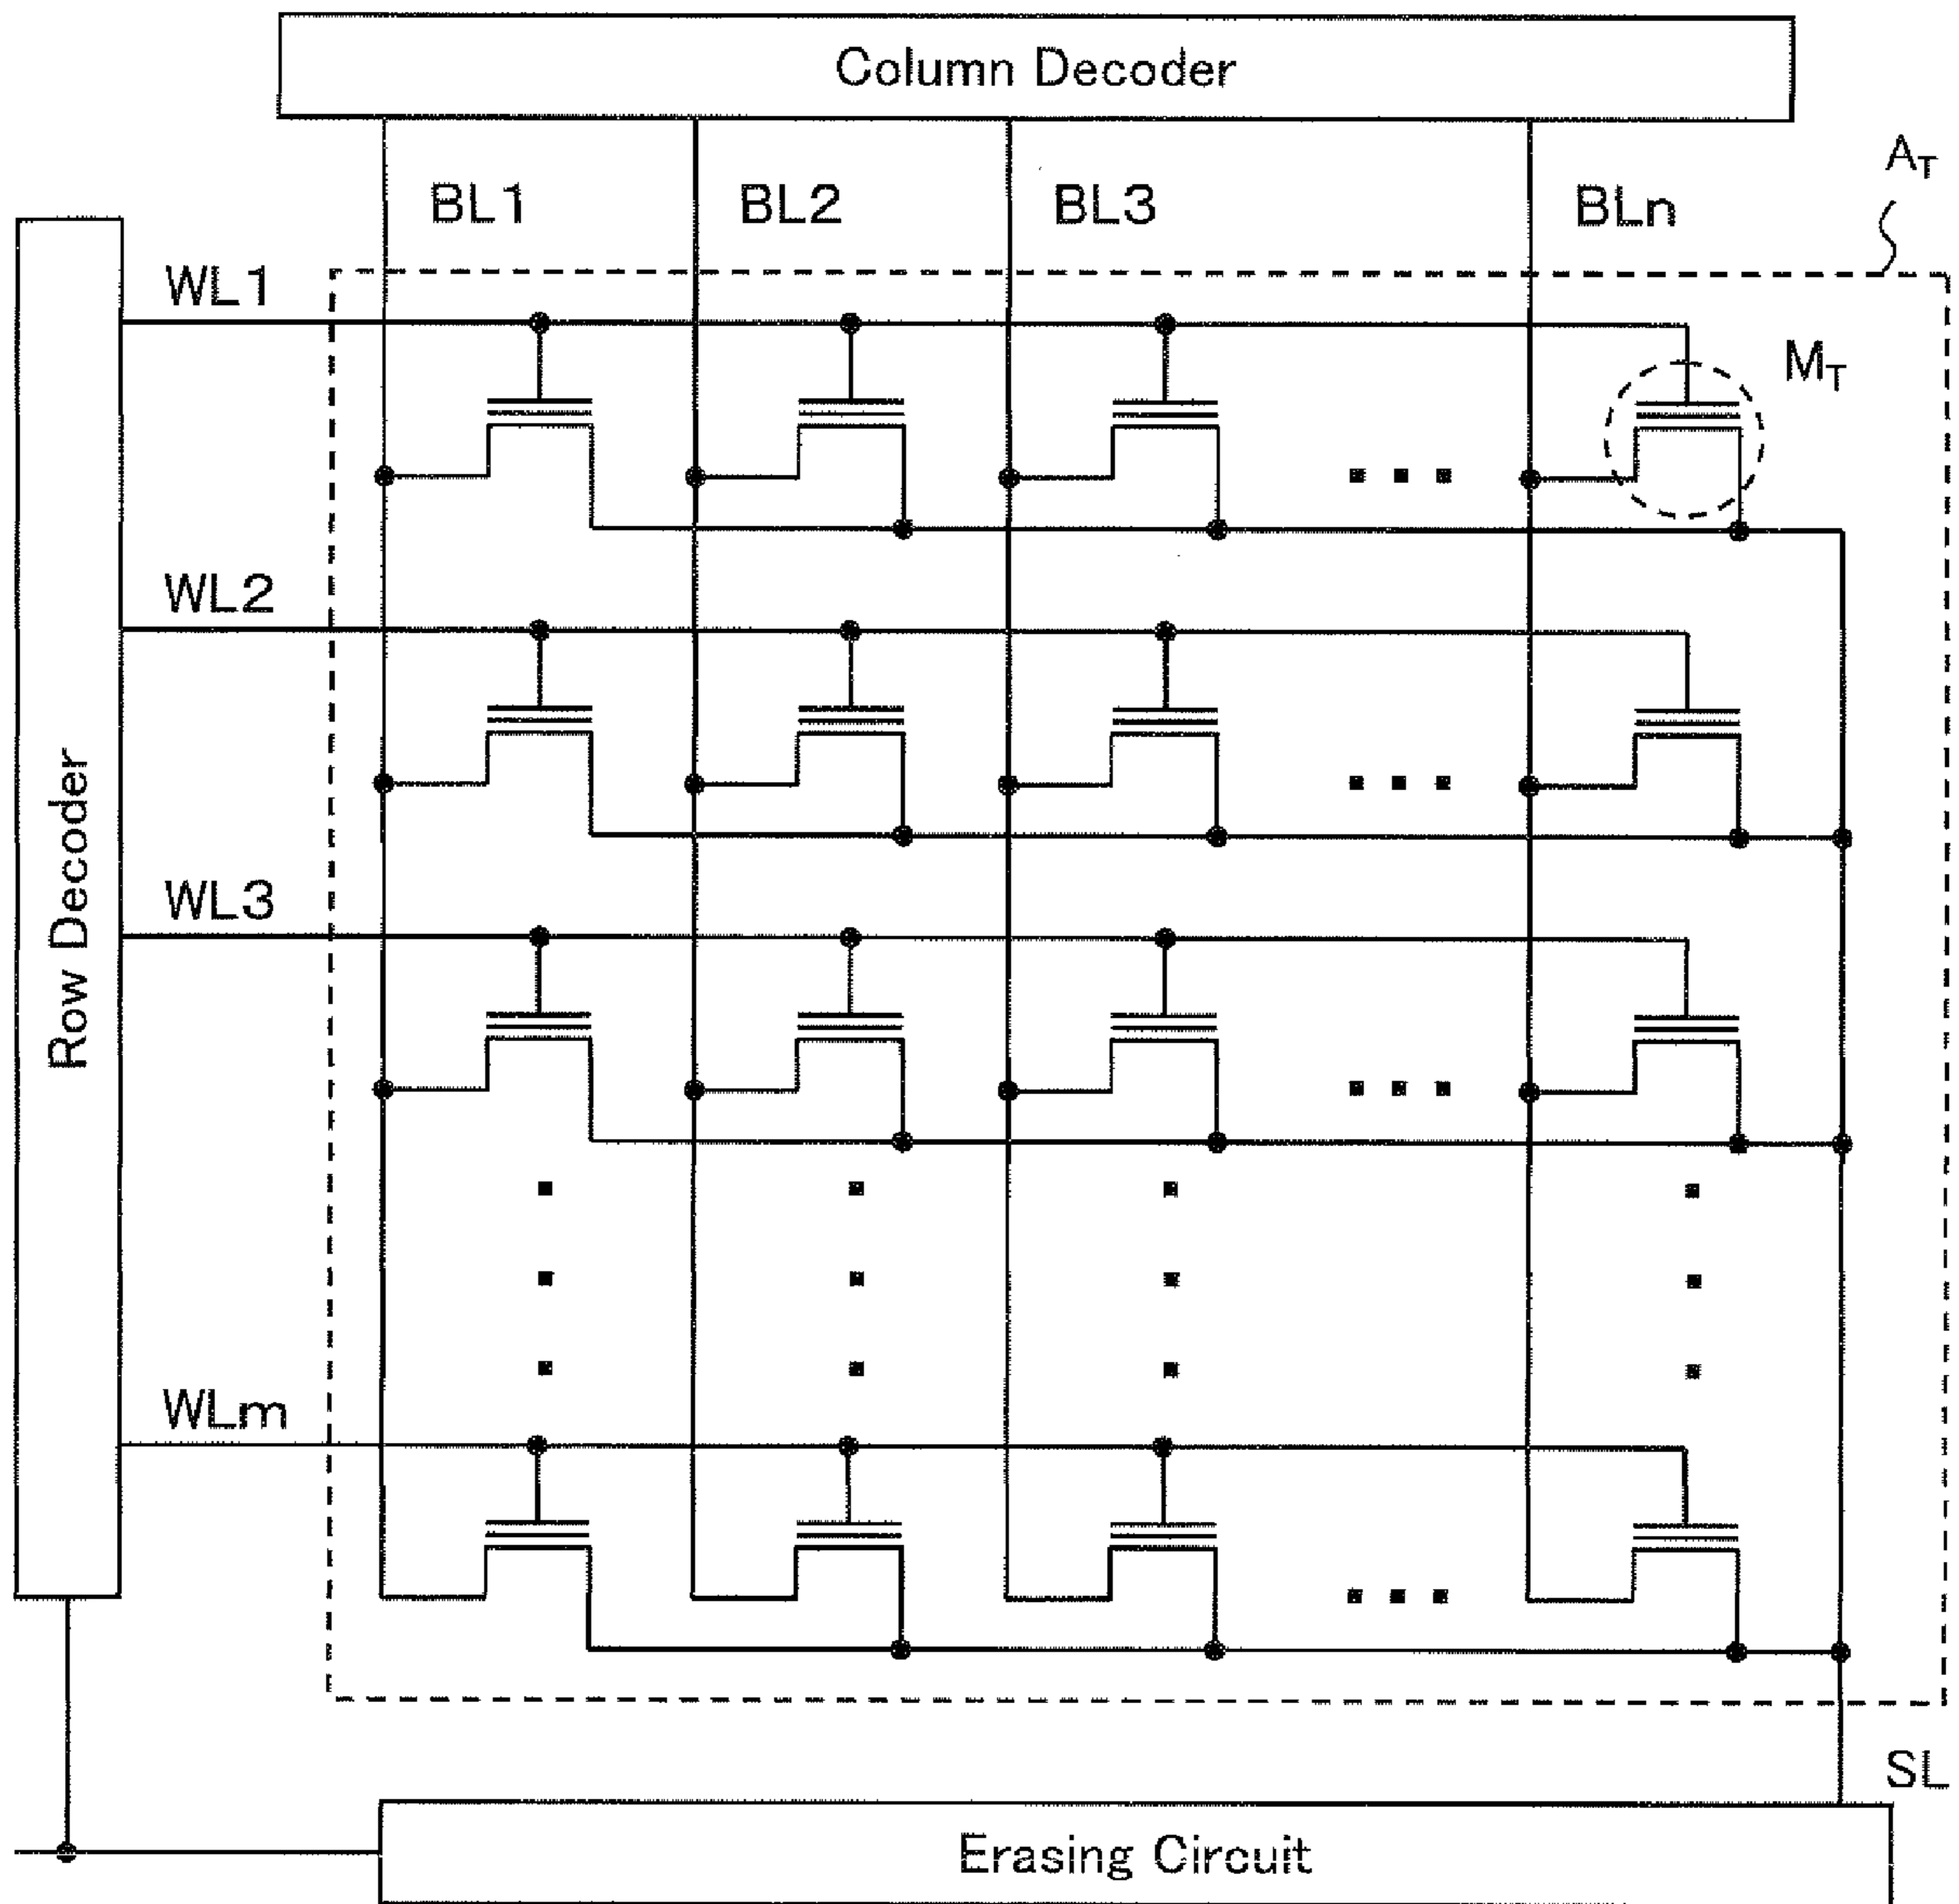 Column Decoder
A_T
BL1
BL2
BL3
BLn
WL1
M_T
WL2
Row Decoder
WL3
WLm
SL
Erasing Circuit